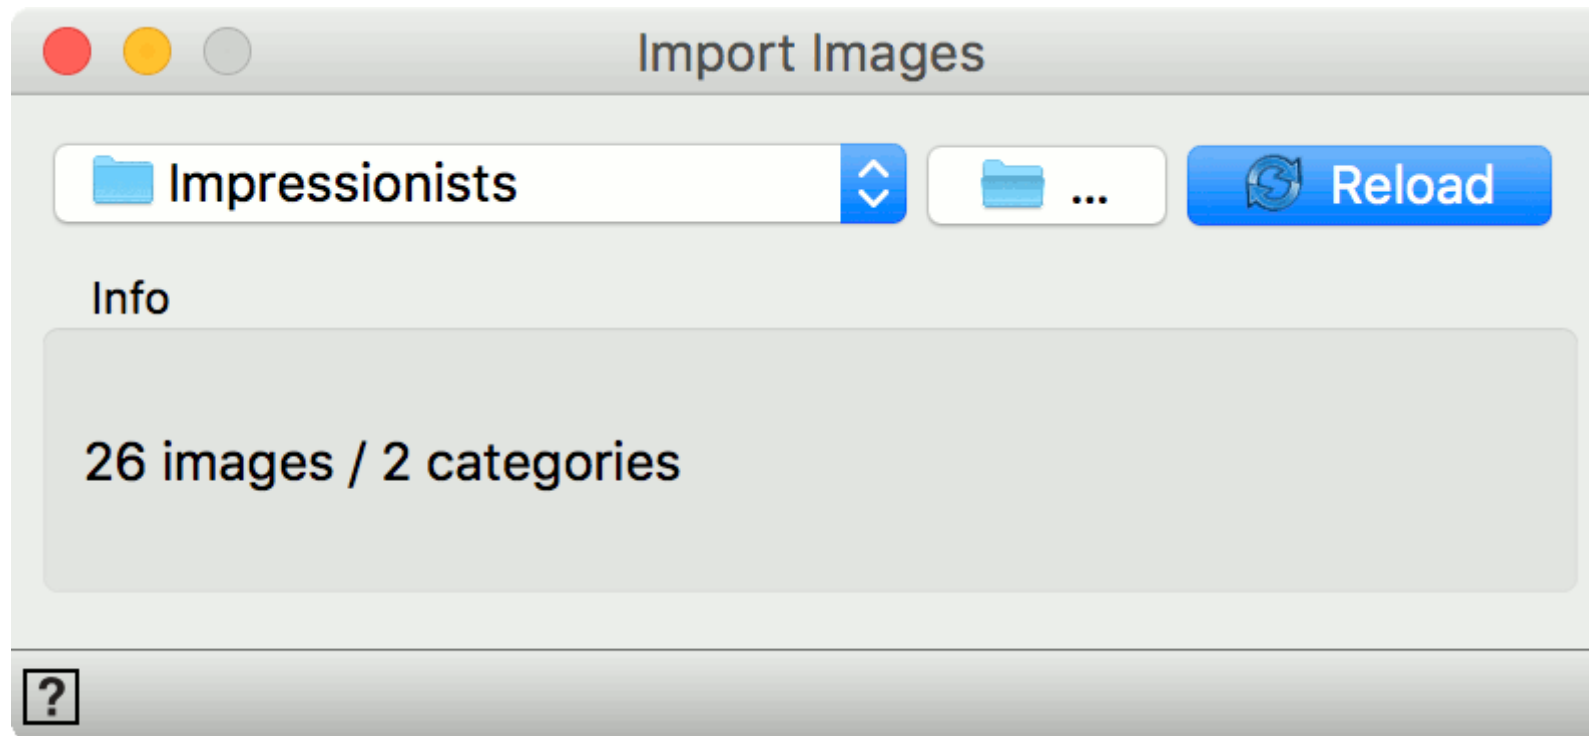 Import Images
Impressionists ... Reload
Info
26 images / 2 categories
?